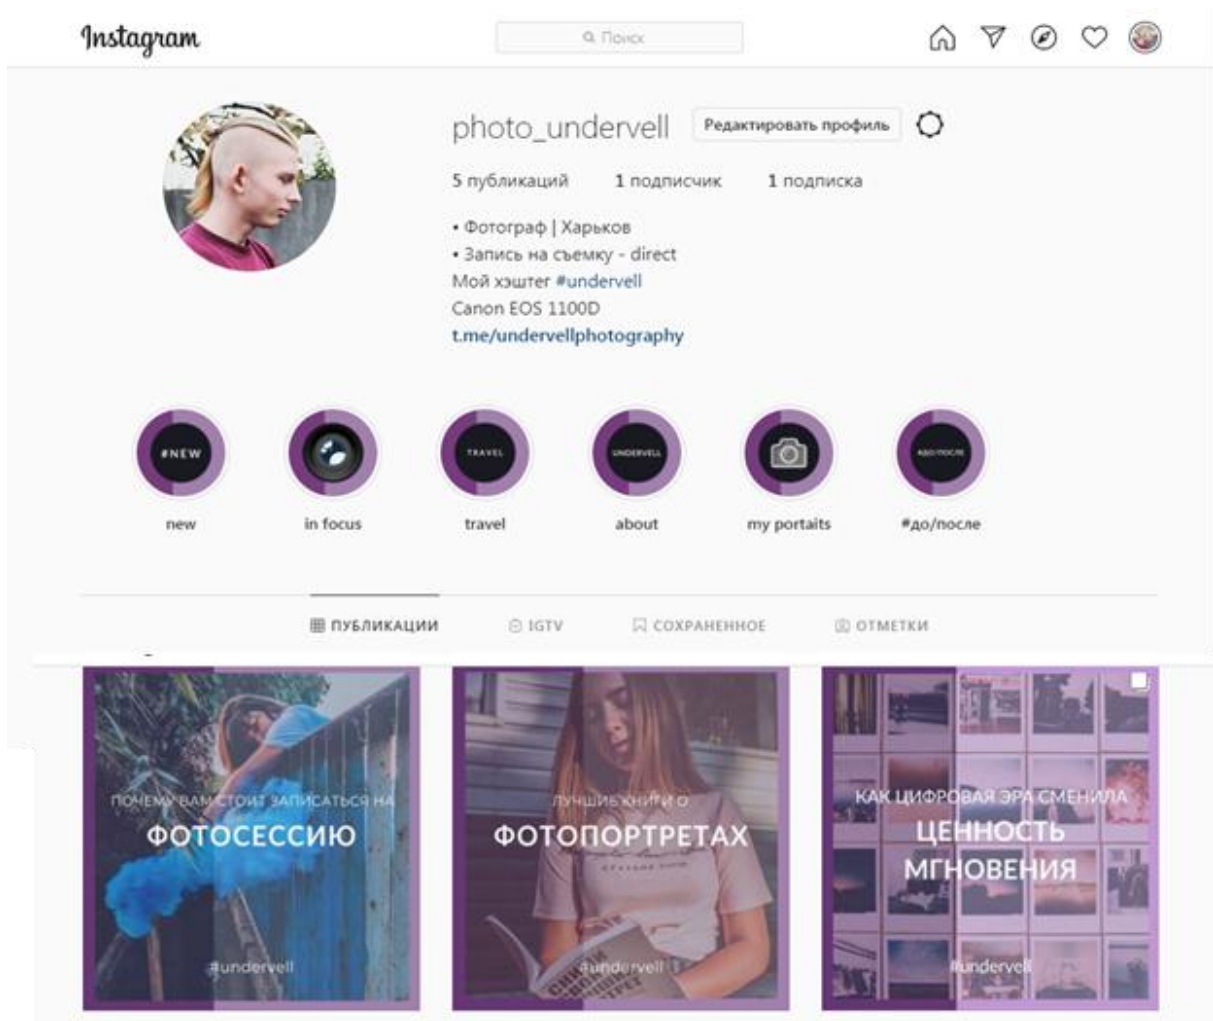 Instagram
Поиск
photo_undervell
Редактировать профиль
5 публикаций 1 подписчик 1 подписка
• Фотограф | Харьков
• Запись на съемку - direct
Мой хэштег #undervell
Canon EOS 1100D
t.me/undervellphotography
#NEW
TRAVEL
UNDERVELL
#ДО/ПОСЛЕ
new in focus travel about my portaits #до/после
ПУБЛИКАЦИИ IGTV СОХРАНЕННОЕ ОТМЕТКИ
ПОЧЕМУ ВАМ СТОИТ ЗАПИСАТЬСЯ НА
ФОТОСЕССИЮ
#undervell
ЛУЧШИЕ КНИГИ О
ФОТОПОРТРЕТАХ
#undervell
КАК ЦИФРОВАЯ ЭРА СМЕНИЛА
ЦЕННОСТЬ
МГНОВЕНИЯ
#undervell